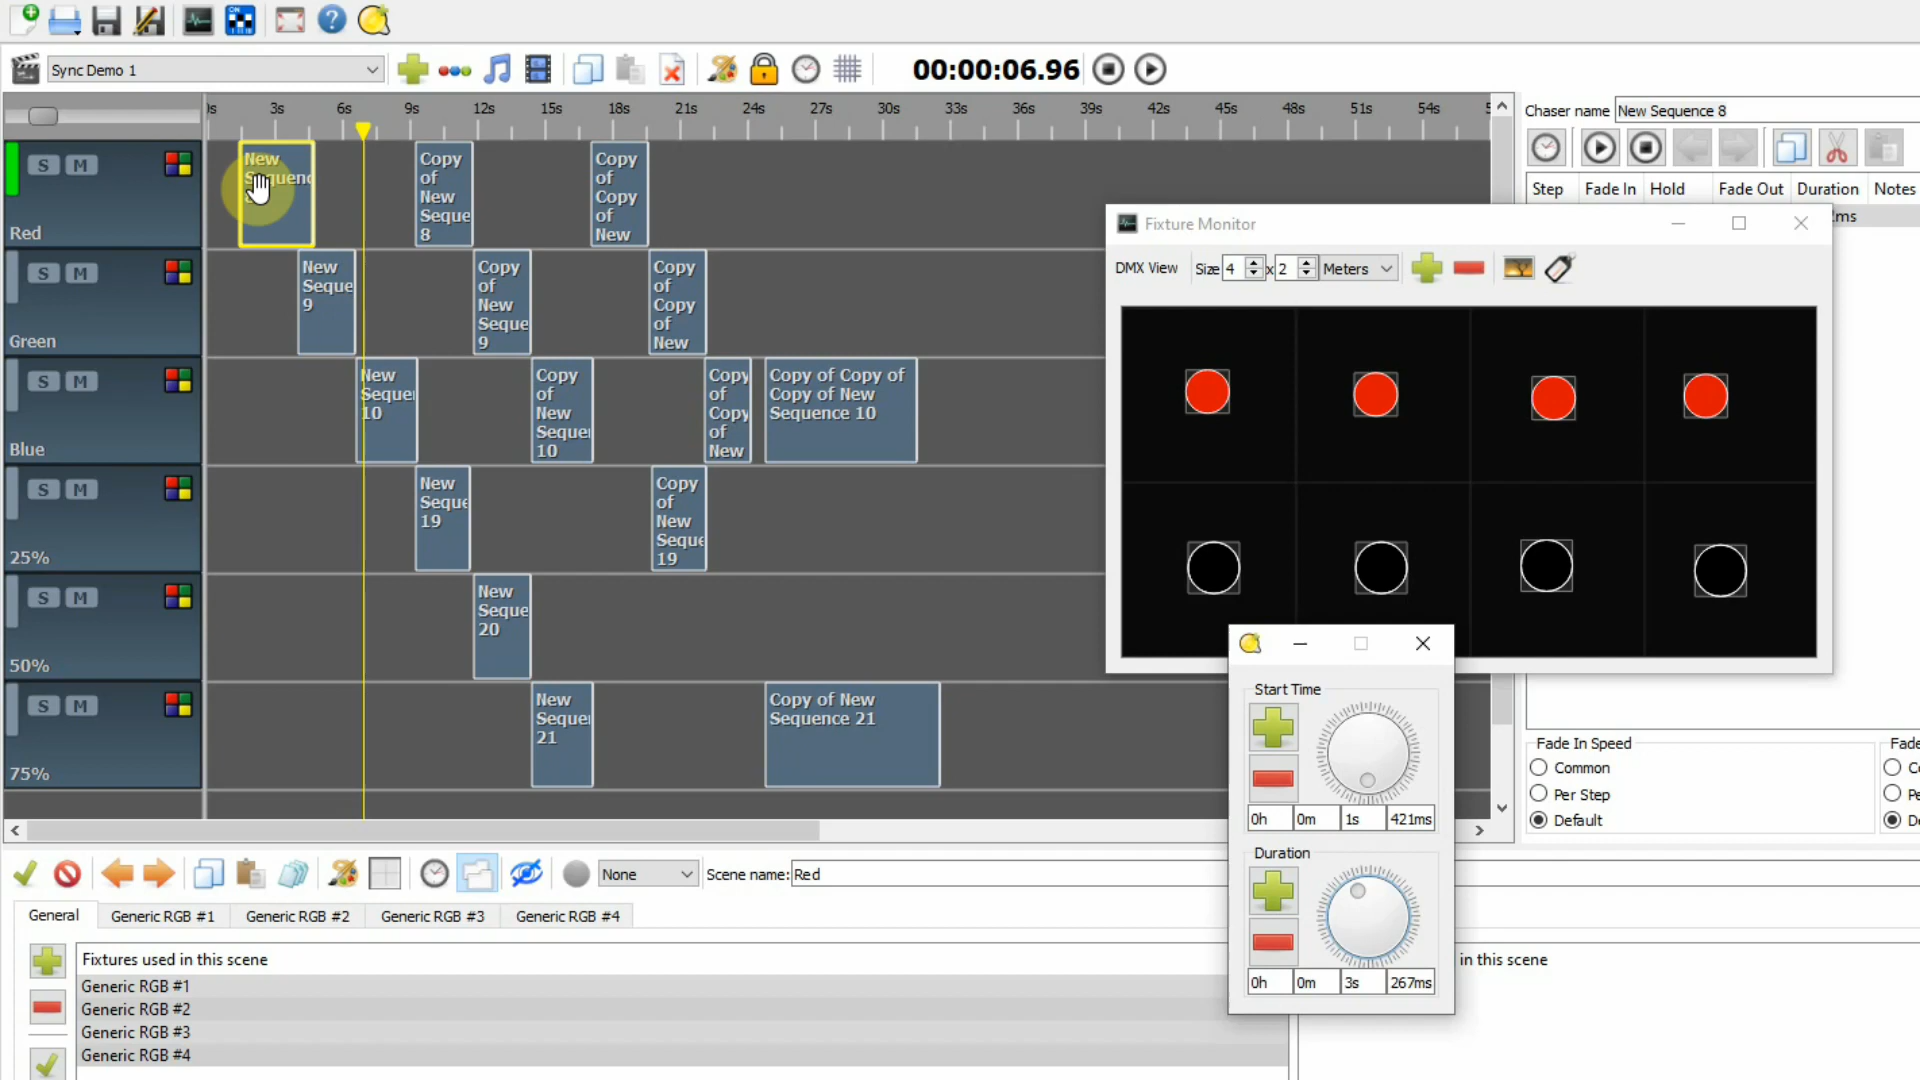 ON
Sync Demo 1
00:00:06.96
3s 6s 9s 12s 15s 18s 21s 24s 27s 30s 33s 36s 39s 42s 45s 48s 51s 54s
Chaser name New Sequence 8
Step Fade In Hold Fade Out Duration Notes
S M
Red
New
Copy
of
New
Seque
8
Copy
of
Copy
of
New
S M
Green
New
Seque
9
Copy
of
New
Seque
9
Copy
of
Copy
of
New
S M
Blue
New
Seque
10
Copy
of
New
Seque
10
Copy
of
Copy
of
New
Copy of Copy of
Copy of New
Sequence 10
S M
25%
New
Seque
19
Copy
of
New
Seque
19
S M
50%
New
Seque
20
S M
75%
New
Seque
21
Copy of New
Sequence 21
Fixture Monitor
DMX View Size 4 x 2 Meters
Start Time
0h 0m 1s 421ms
Duration
0h 0m 3s 267ms
Fade In Speed
Common
Per Step
Default
Fade
None Scene name: Red
General Generic RGB #1 Generic RGB #2 Generic RGB #3 Generic RGB #4
Fixtures used in this scene
Generic RGB #1
Generic RGB #2
Generic RGB #3
Generic RGB #4
in this scene